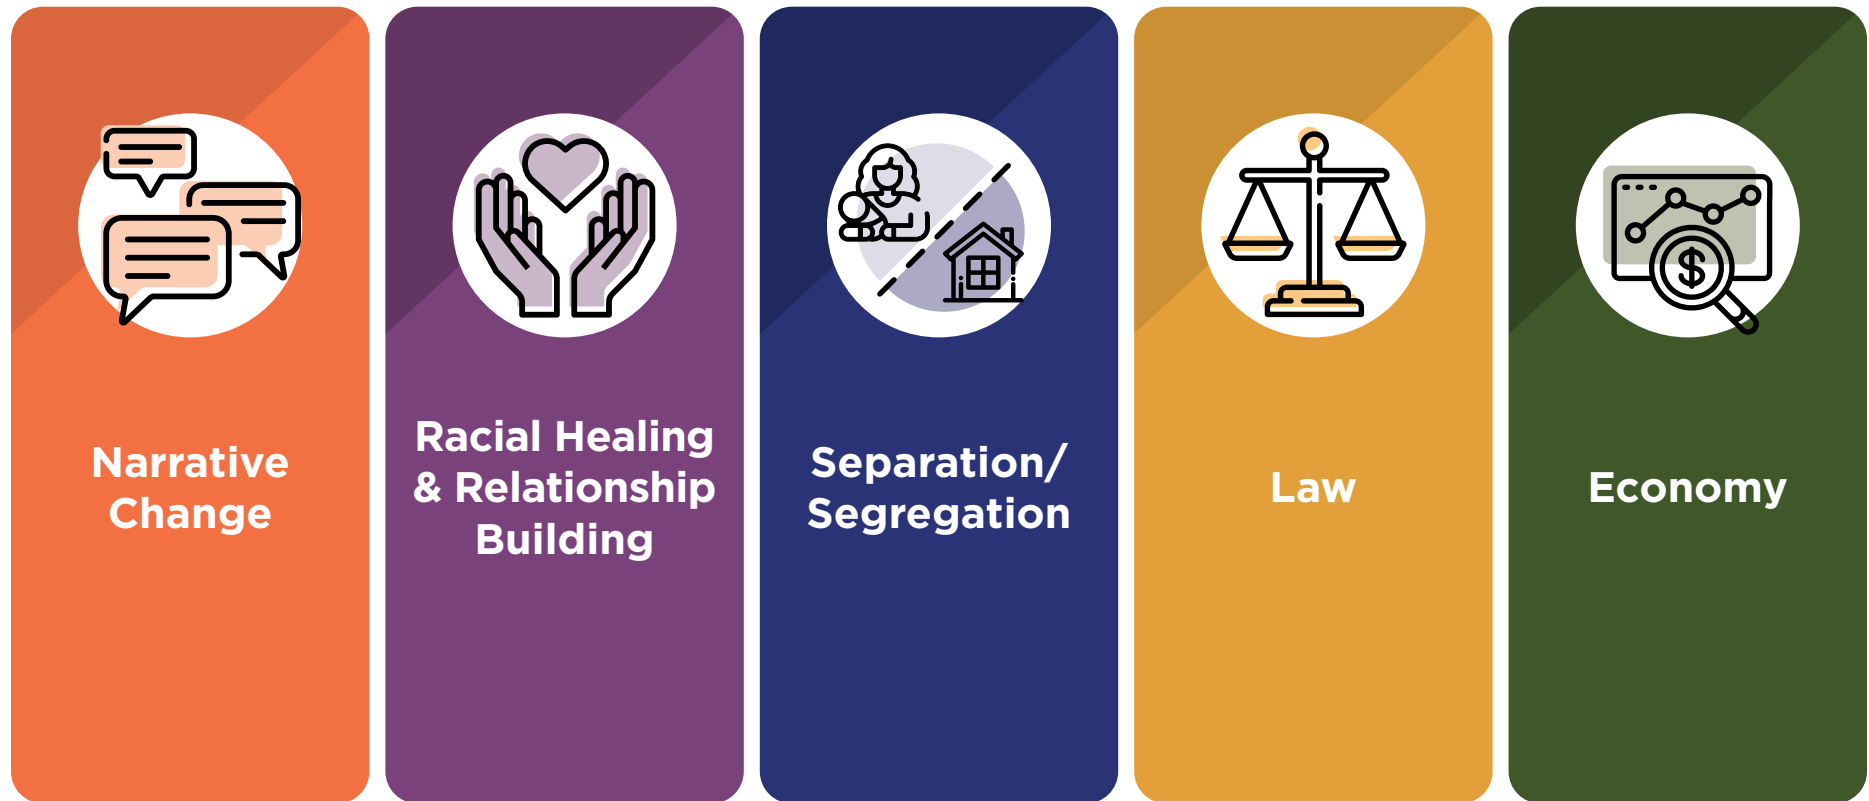 Narrative
Change
Racial Healing
& Relationship
Building
Separation/
Segregation
Law
Economy
$